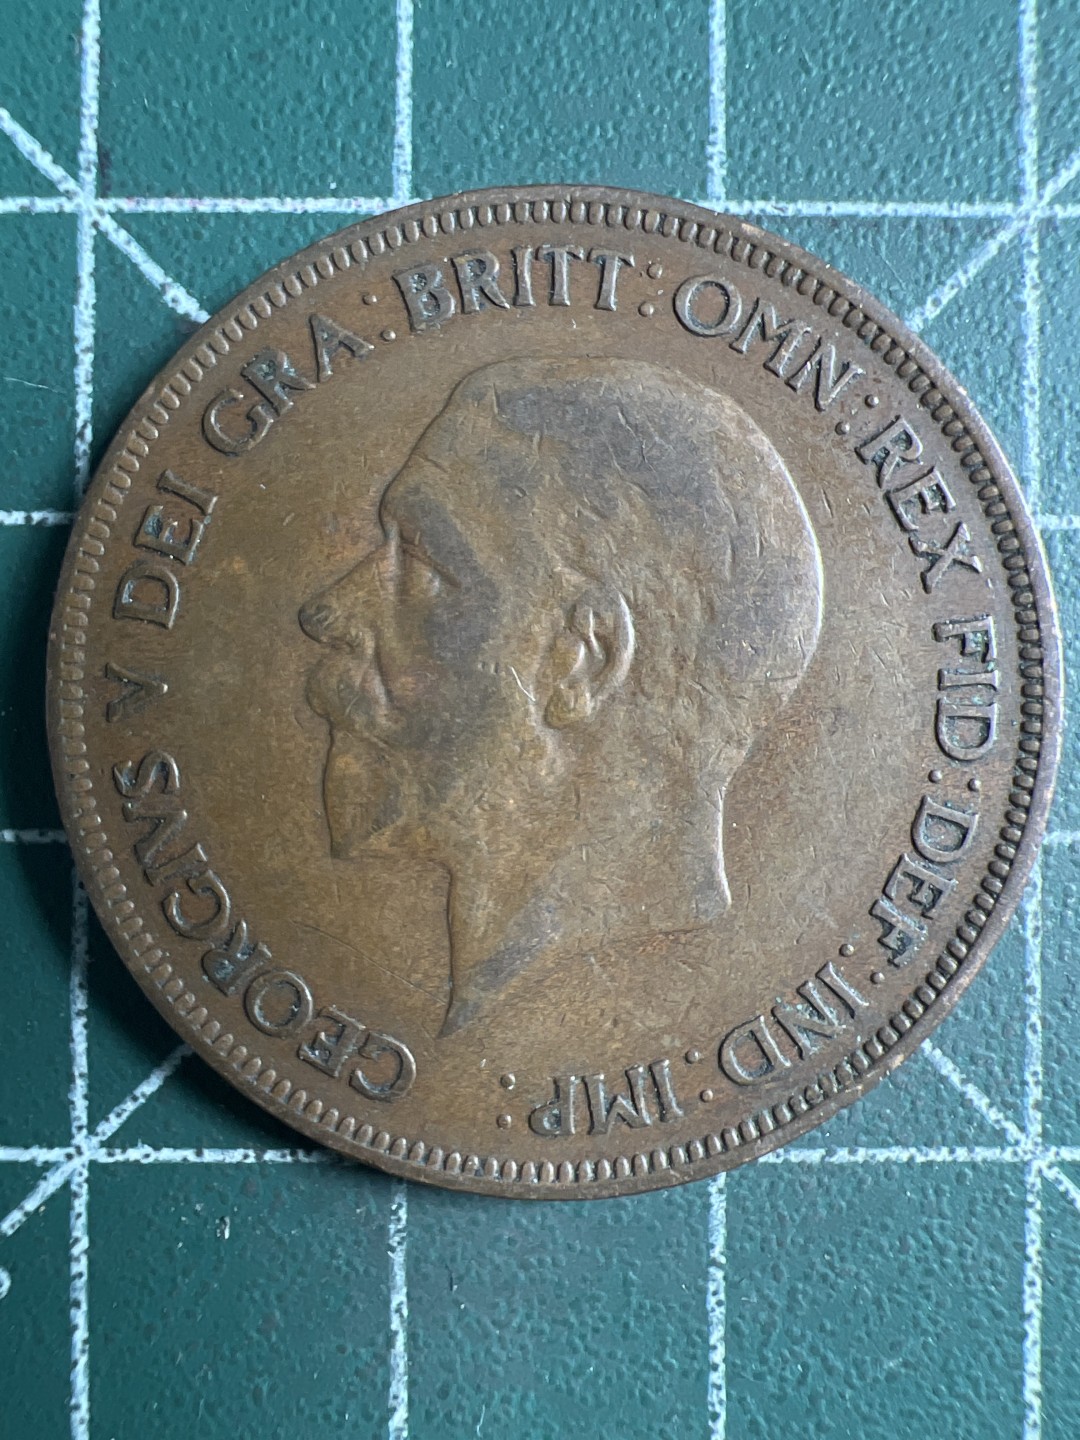 GEORGIVS V DEI GRA: BRITT: OMN: REX FID: DEF: IND: IMP: